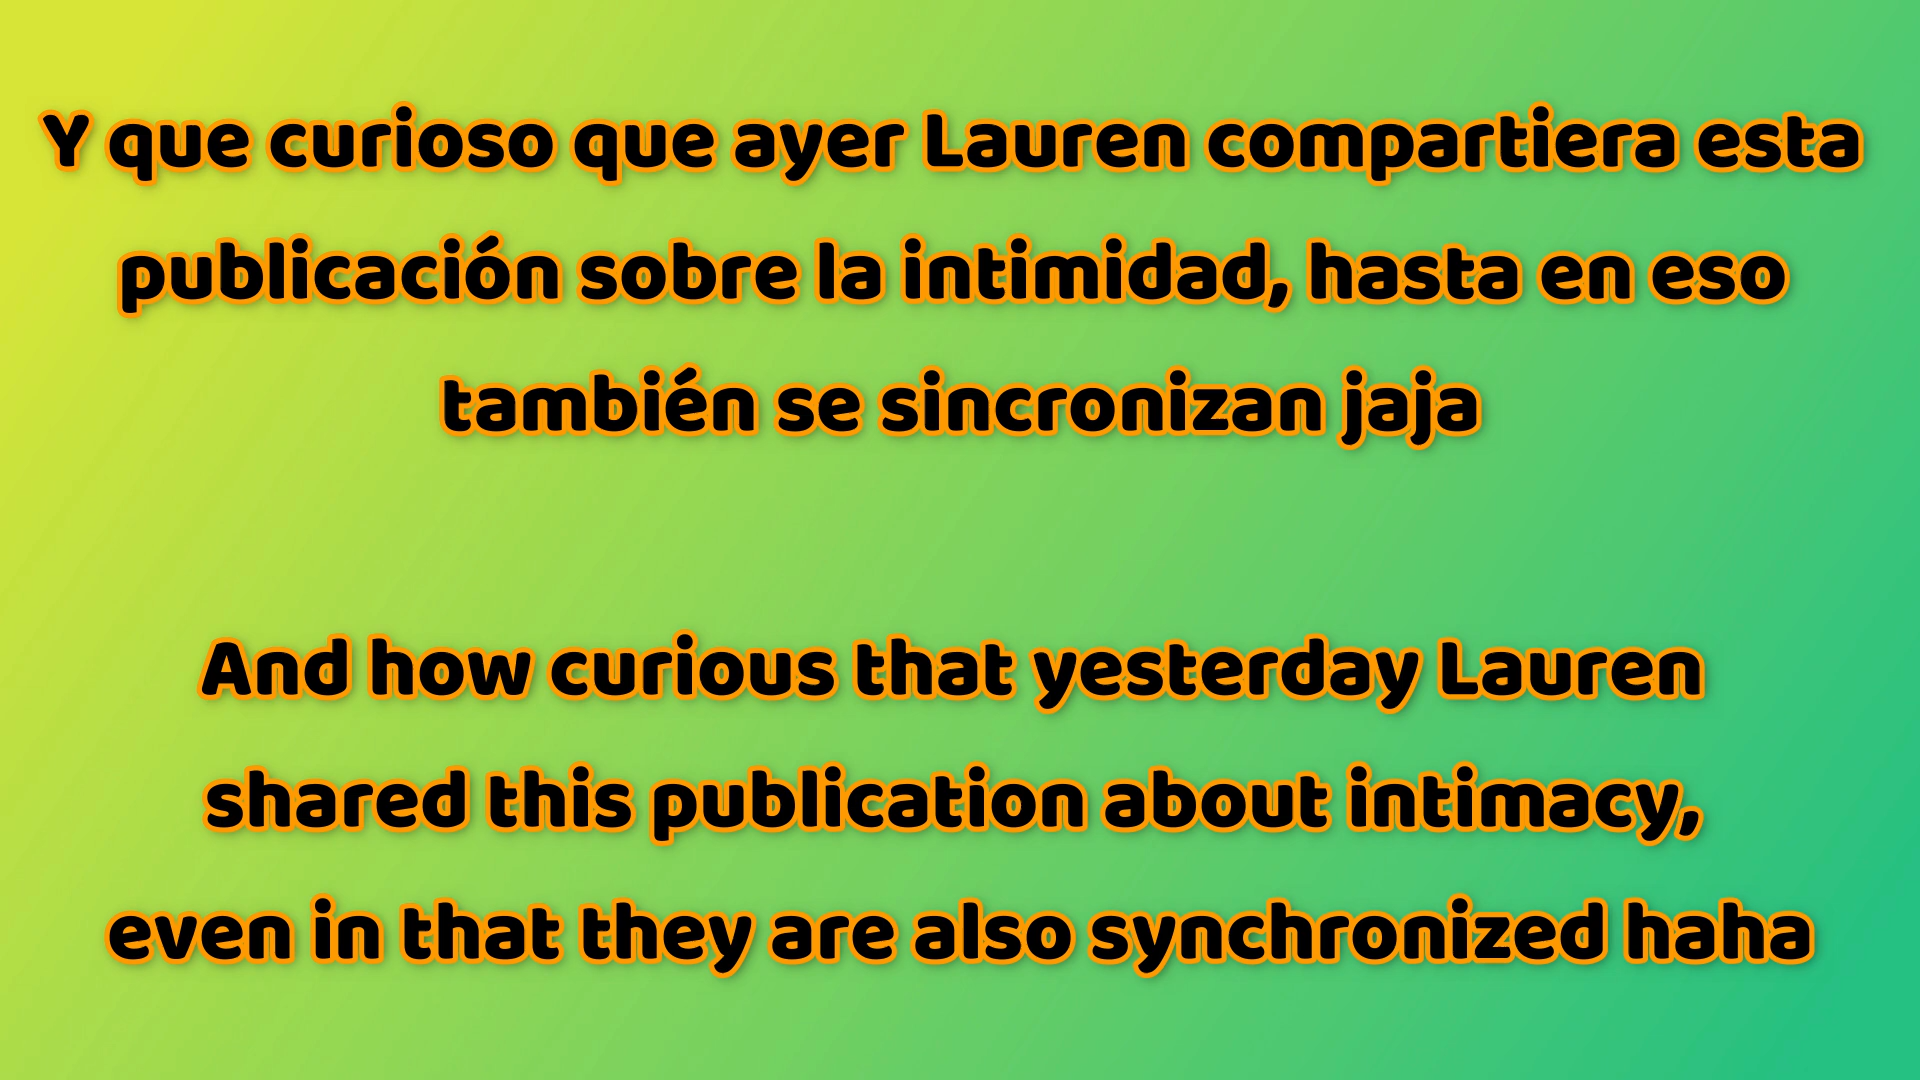 Y que curioso que ayer Lauren compartiera esta
publicación sobre la intimidad, hasta en eso
también se sincronizan jaja
And how curious that yesterday Lauren
shared this publication about intimacy,
even in that they are also synchronized haha